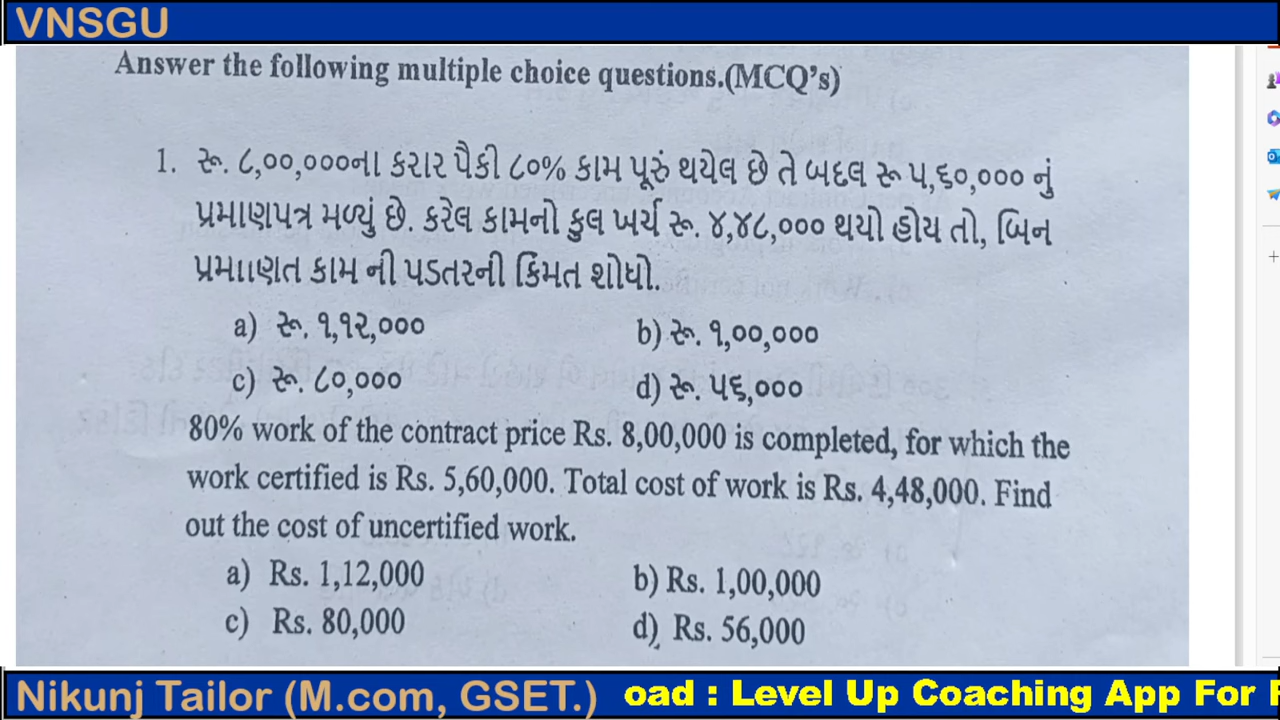 VNSGU
Answer the following multiple choice questions.(MCQ's)
1. રૂ. ૮,૦૦,૦૦૦ના કરાર પૈકી ૮૦% કામ પૂરું થયેલ છે તે બદલ રૂ ૫,૬૦,૦૦૦ નું
પ્રમાણપત્ર મળ્યું છે. કરેલ કામનો કુલ ખર્ચ રૂ. ૪,૪૮,૦૦૦ થયો હોય તો, બિન
પ્રમાાણત કામ ની પડતરની કિંમત શોધો.
a) રૂ. ૧,૧૨,૦૦૦ b) રૂ. ૧,૦૦,૦૦૦
c) રૂ. ૮૦,૦૦૦ d) રૂ. ૫૬,૦૦૦
80% work of the contract price Rs. 8,00,000 is completed, for which the
work certified is Rs. 5,60,000. Total cost of work is Rs. 4,48,000. Find
out the cost of uncertified work.
a) Rs. 1,12,000 b) Rs. 1,00,000
c) Rs. 80,000 d) Rs. 56,000
Nikunj Tailor (M.com, GSET.) oad : Level Up Coaching App For